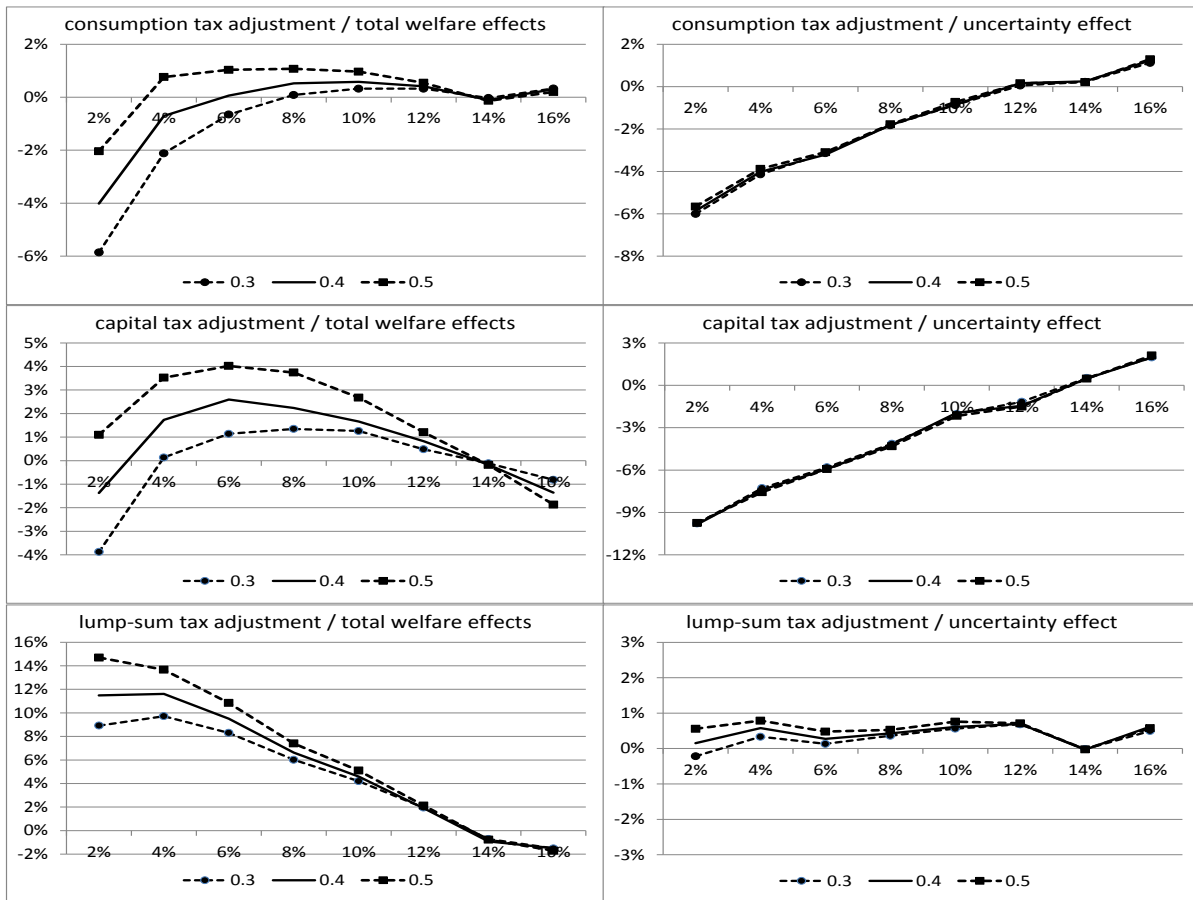 consumption tax adjustment / total welfare effects
2%
0%
-2%
-4%
-6%
2% 4% 6% 8% 10% 12% 14% 16%
0.3 0.4 0.5
consumption tax adjustment / uncertainty effect
2%
0%
-2%
-4%
-6%
-8%
2% 4% 6% 8% 10% 12% 14% 16%
0.3 0.4 0.5
capital tax adjustment / total welfare effects
5%
4%
3%
2%
1%
0%
-1%
-2%
-3%
-4%
2% 4% 6% 8% 10% 12% 14% 16%
0.3 0.4 0.5
capital tax adjustment / uncertainty effect
3%
0%
-3%
-6%
-9%
-12%
2% 4% 6% 8% 10% 12% 14% 16%
0.3 0.4 0.5
lump-sum tax adjustment / total welfare effects
16%
14%
12%
10%
8%
6%
4%
2%
0%
-2%
2% 4% 6% 8% 10% 12% 14% 16%
0.3 0.4 0.5
lump-sum tax adjustment / uncertainty effect
3%
2%
1%
0%
-1%
-2%
-3%
2% 4% 6% 8% 10% 12% 14% 16%
0.3 0.4 0.5